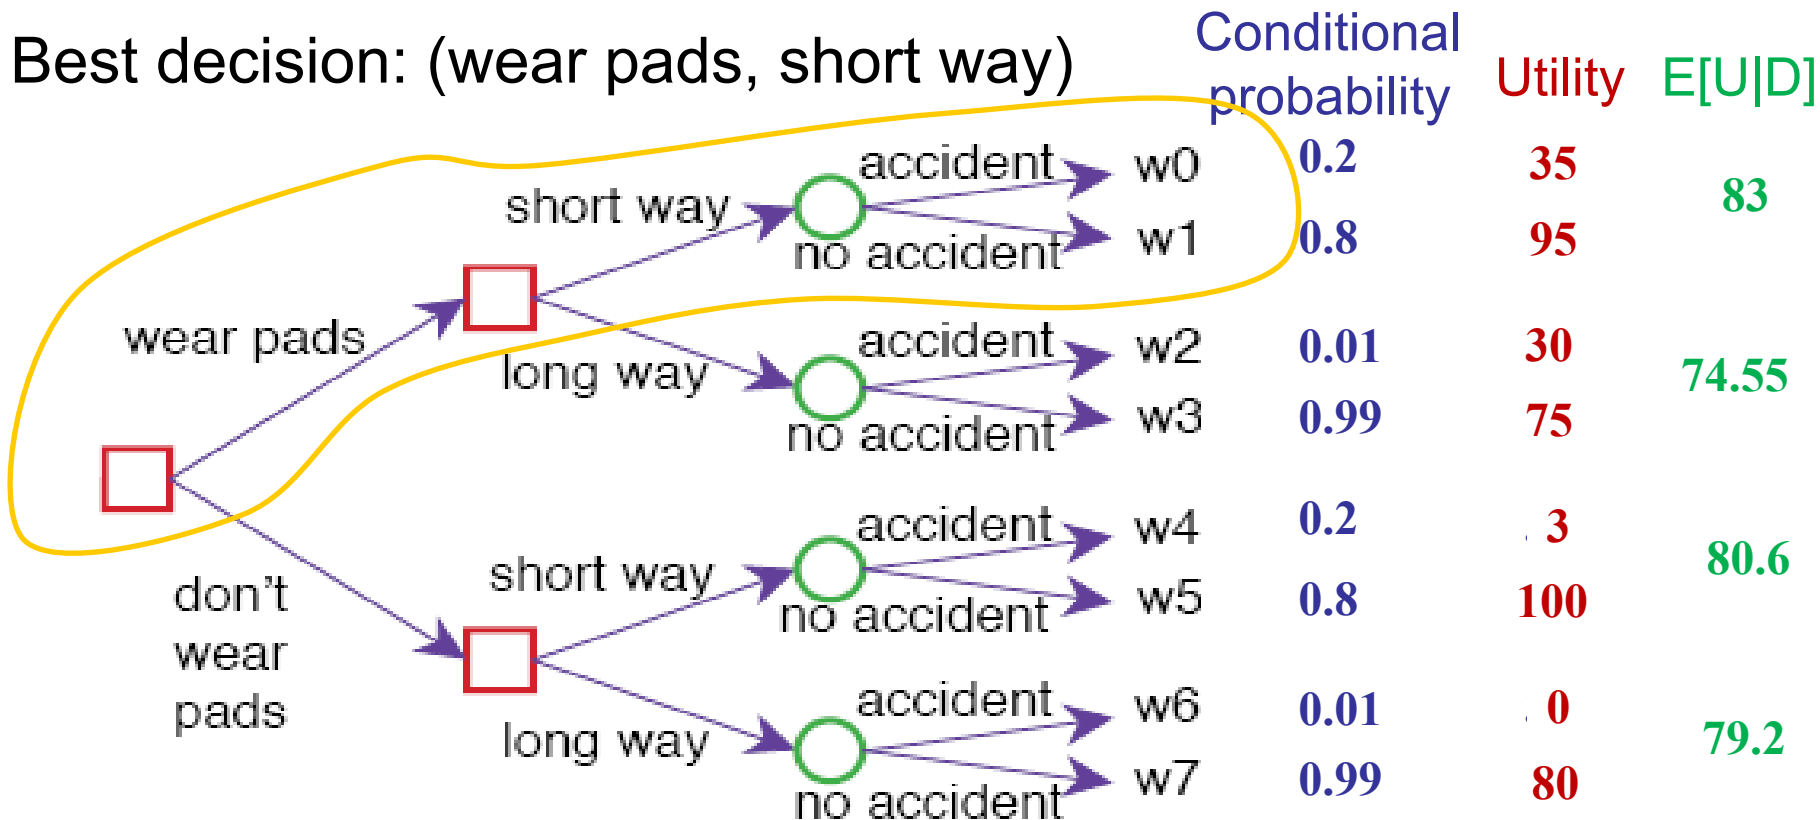 Best decision: (wear pads, short way)
Conditional
probability
Utility
E[U|D]
accident
w0
0.2
35
short way
83
no accident
w1
0.8
95
wear pads
accident
w2
0.01
30
long way
74.55
no accident
w3
0.99
75
accident
w4
0.2
3
short way
80.6
no accident
w5
0.8
100
don't
wear
pads
accident
w6
0.01
0
long way
79.2
no accident
w7
0.99
80